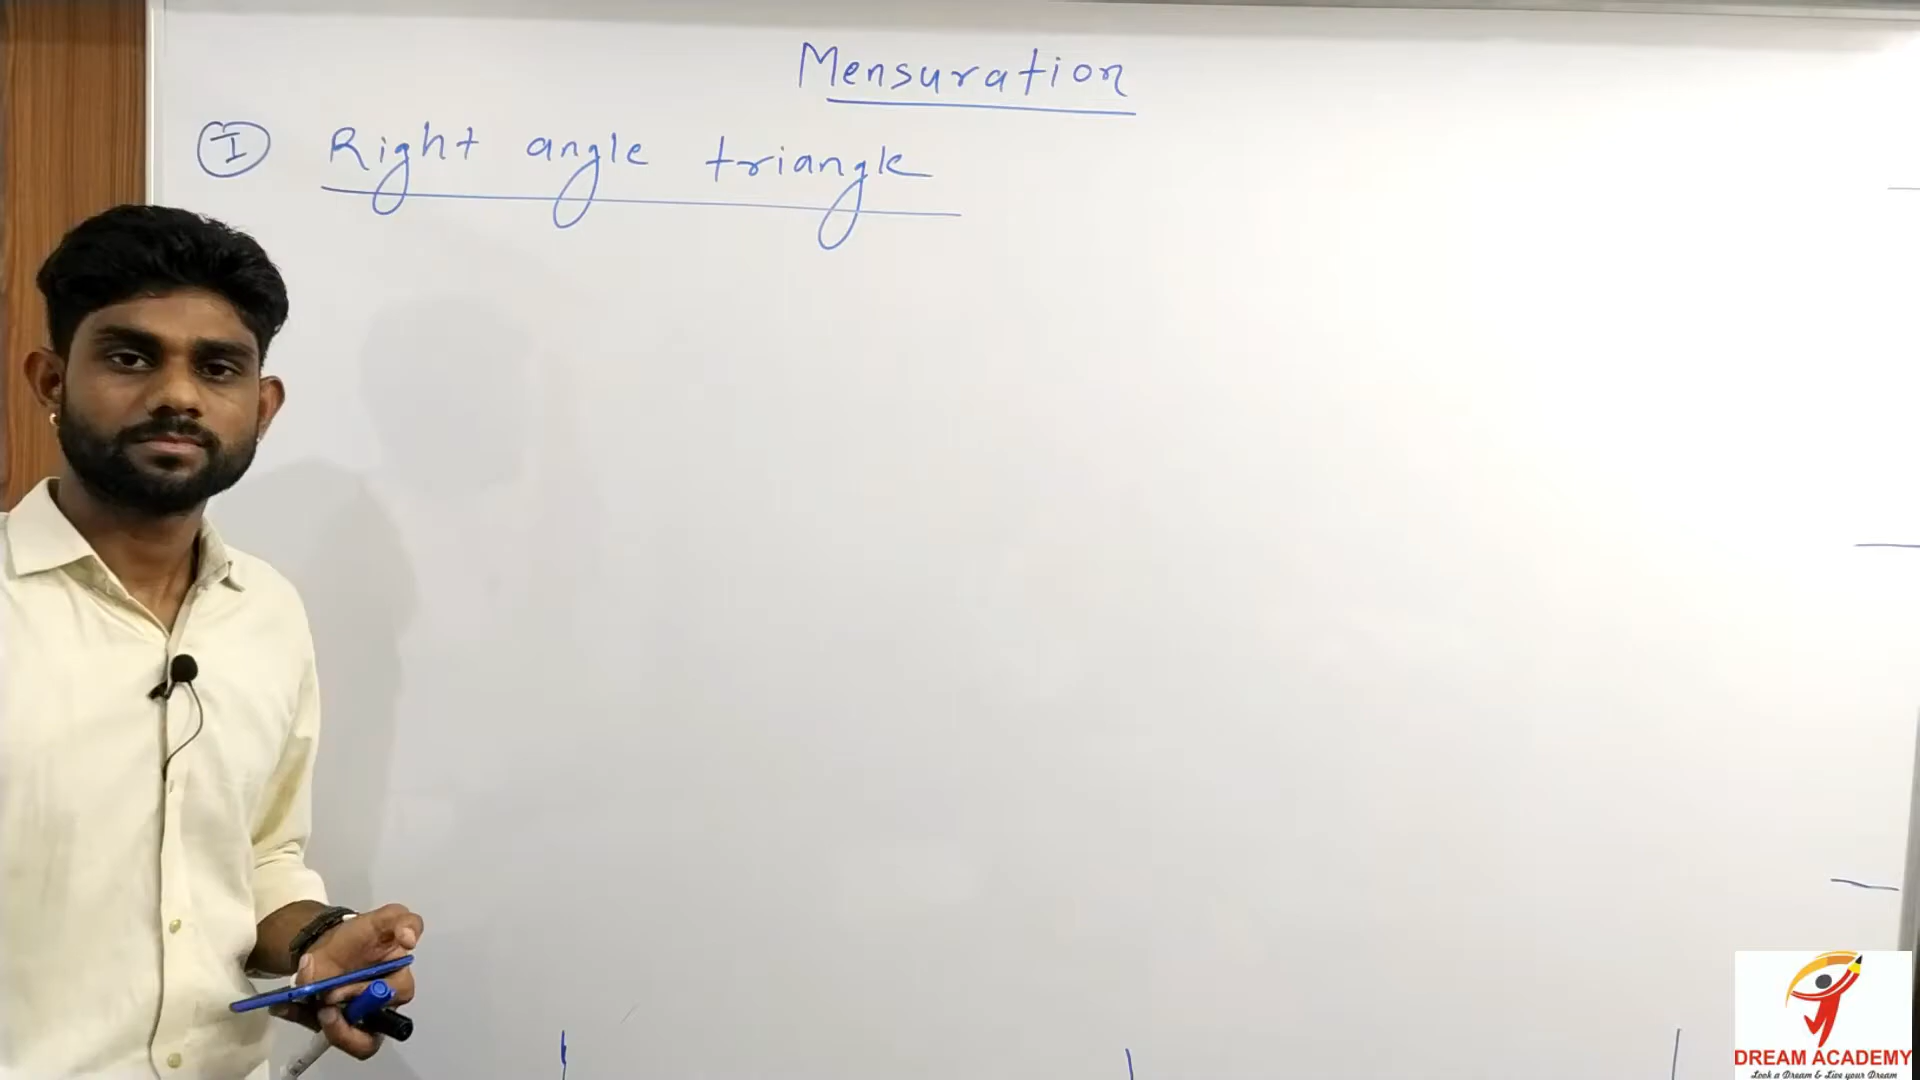 Mensuration
I Right angle triangle
DREAM ACADEMY
Look a Dream & Live your Dream